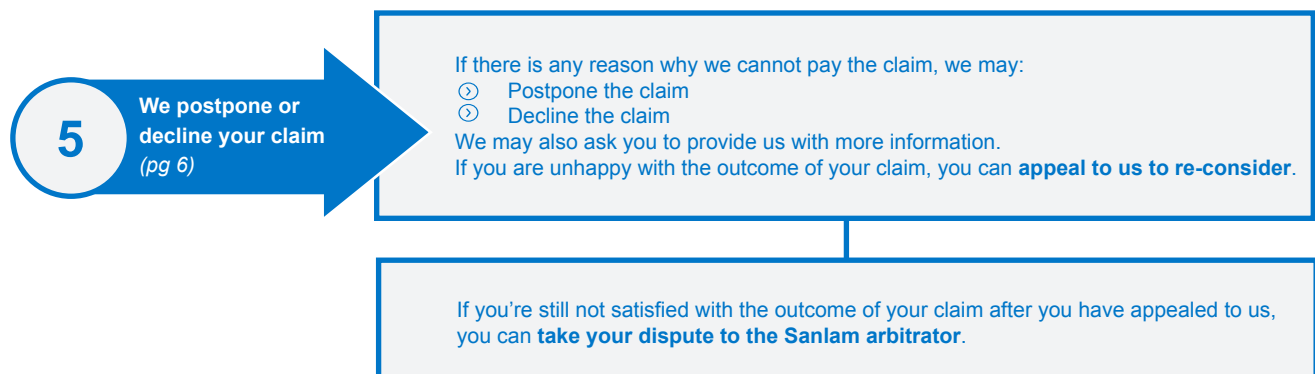 5
We postpone or
decline your claim
(pg 6)
If there is any reason why we cannot pay the claim, we may:
Postpone the claim
Decline the claim
We may also ask you to provide us with more information.
If you are unhappy with the outcome of your claim, you can appeal to us to re-consider.
If you’re still not satisfied with the outcome of your claim after you have appealed to us,
you can take your dispute to the Sanlam arbitrator.